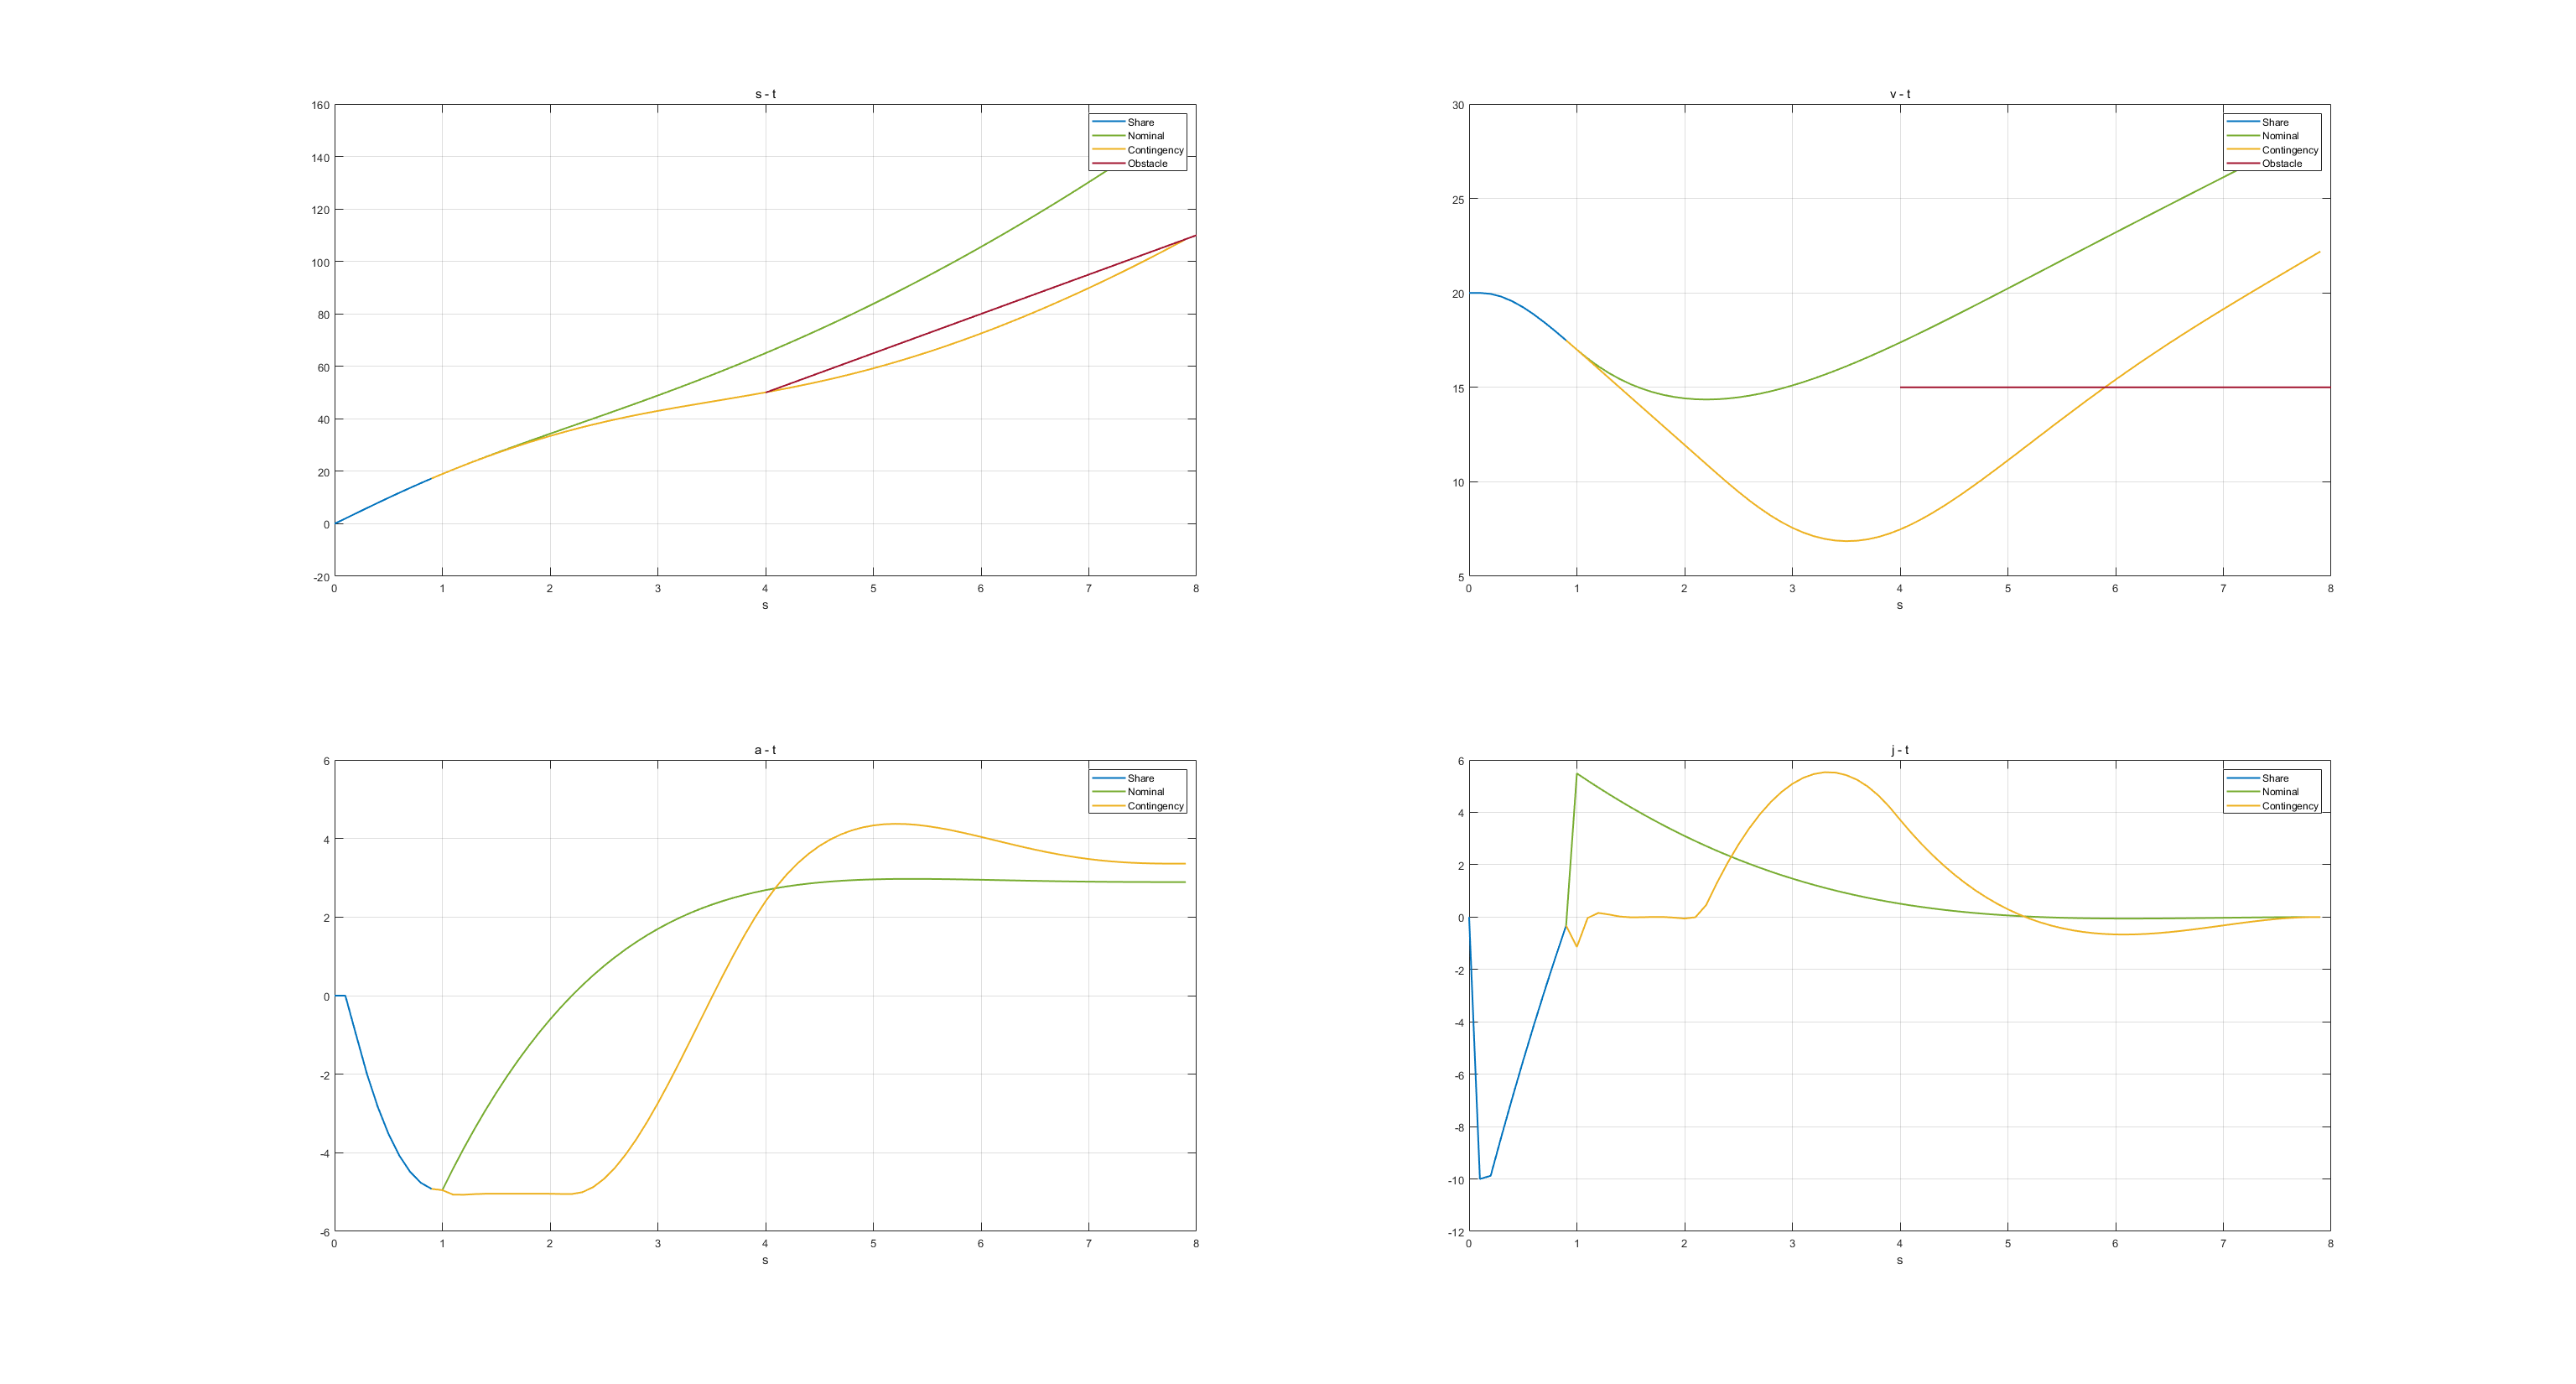 s - t
160
140
120
100
80
60
40
20
0
-20
0 1 2 3 4 5 6 7 8
s
Share
Nominal
Contingency
Obstacle
v - t
30
25
20
15
10
5
0 1 2 3 4 5 6 7 8
s
Share
Nominal
Contingency
Obstacle
a - t
6
4
2
0
-2
-4
-6
0 1 2 3 4 5 6 7 8
s
Share
Nominal
Contingency
j - t
6
4
2
0
-2
-4
-6
-8
-10
-12
0 1 2 3 4 5 6 7 8
s
Share
Nominal
Contingency